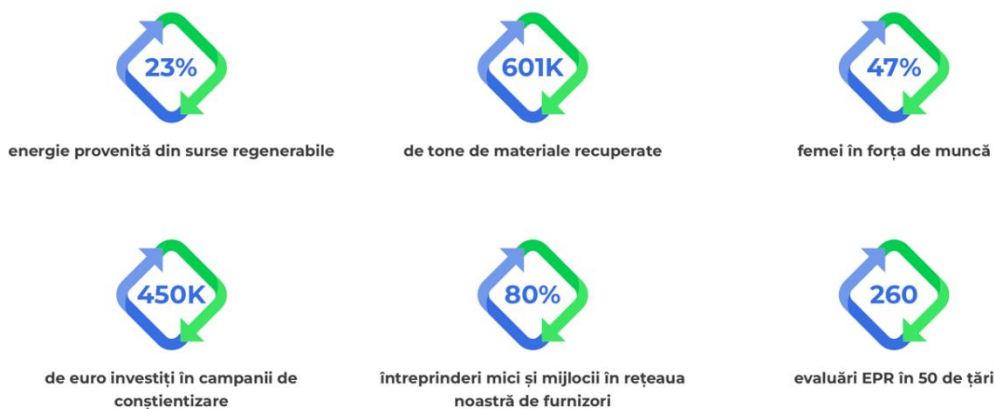 23%
energie provenită din surse regenerabile
601K
de tone de materiale recuperate
47%
femei în forța de muncă
450K
de euro investiți în campanii de
conștientizare
80%
întreprinderi mici și mijlocii în rețeaua
noastră de furnizori
260
evaluări EPR în 50 de țări